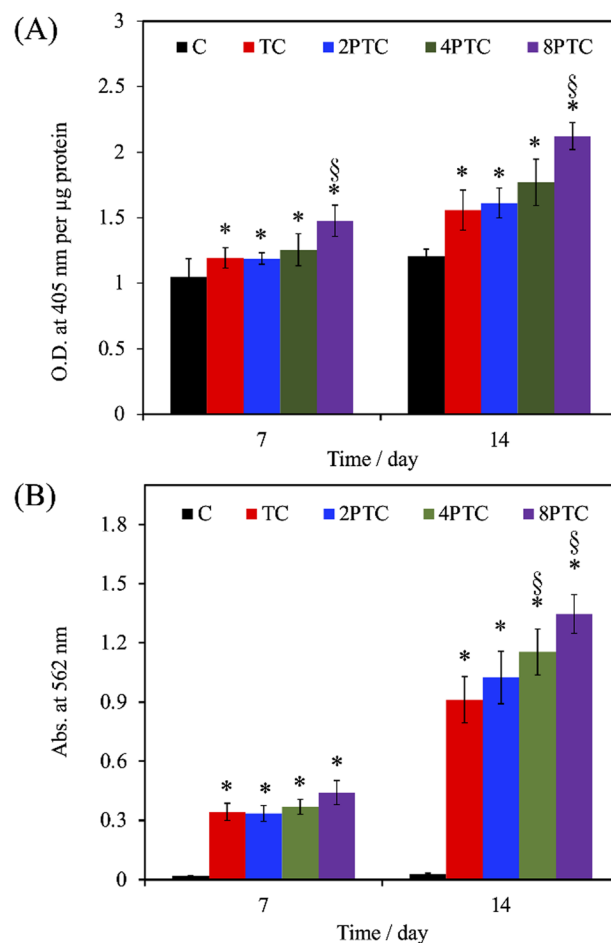 (A)
3
2.5
2
1.5
1
0.5
0
O.D. at 405 nm per µg protein
C TC 2PTC 4PTC 8PTC
* * * § *
* * * § *
7 14
Time / day
(B)
1.8
1.5
1.2
0.9
0.6
0.3
0
Abs. at 562 nm
C TC 2PTC 4PTC 8PTC
* * * *
* * § * § *
7 14
Time / day